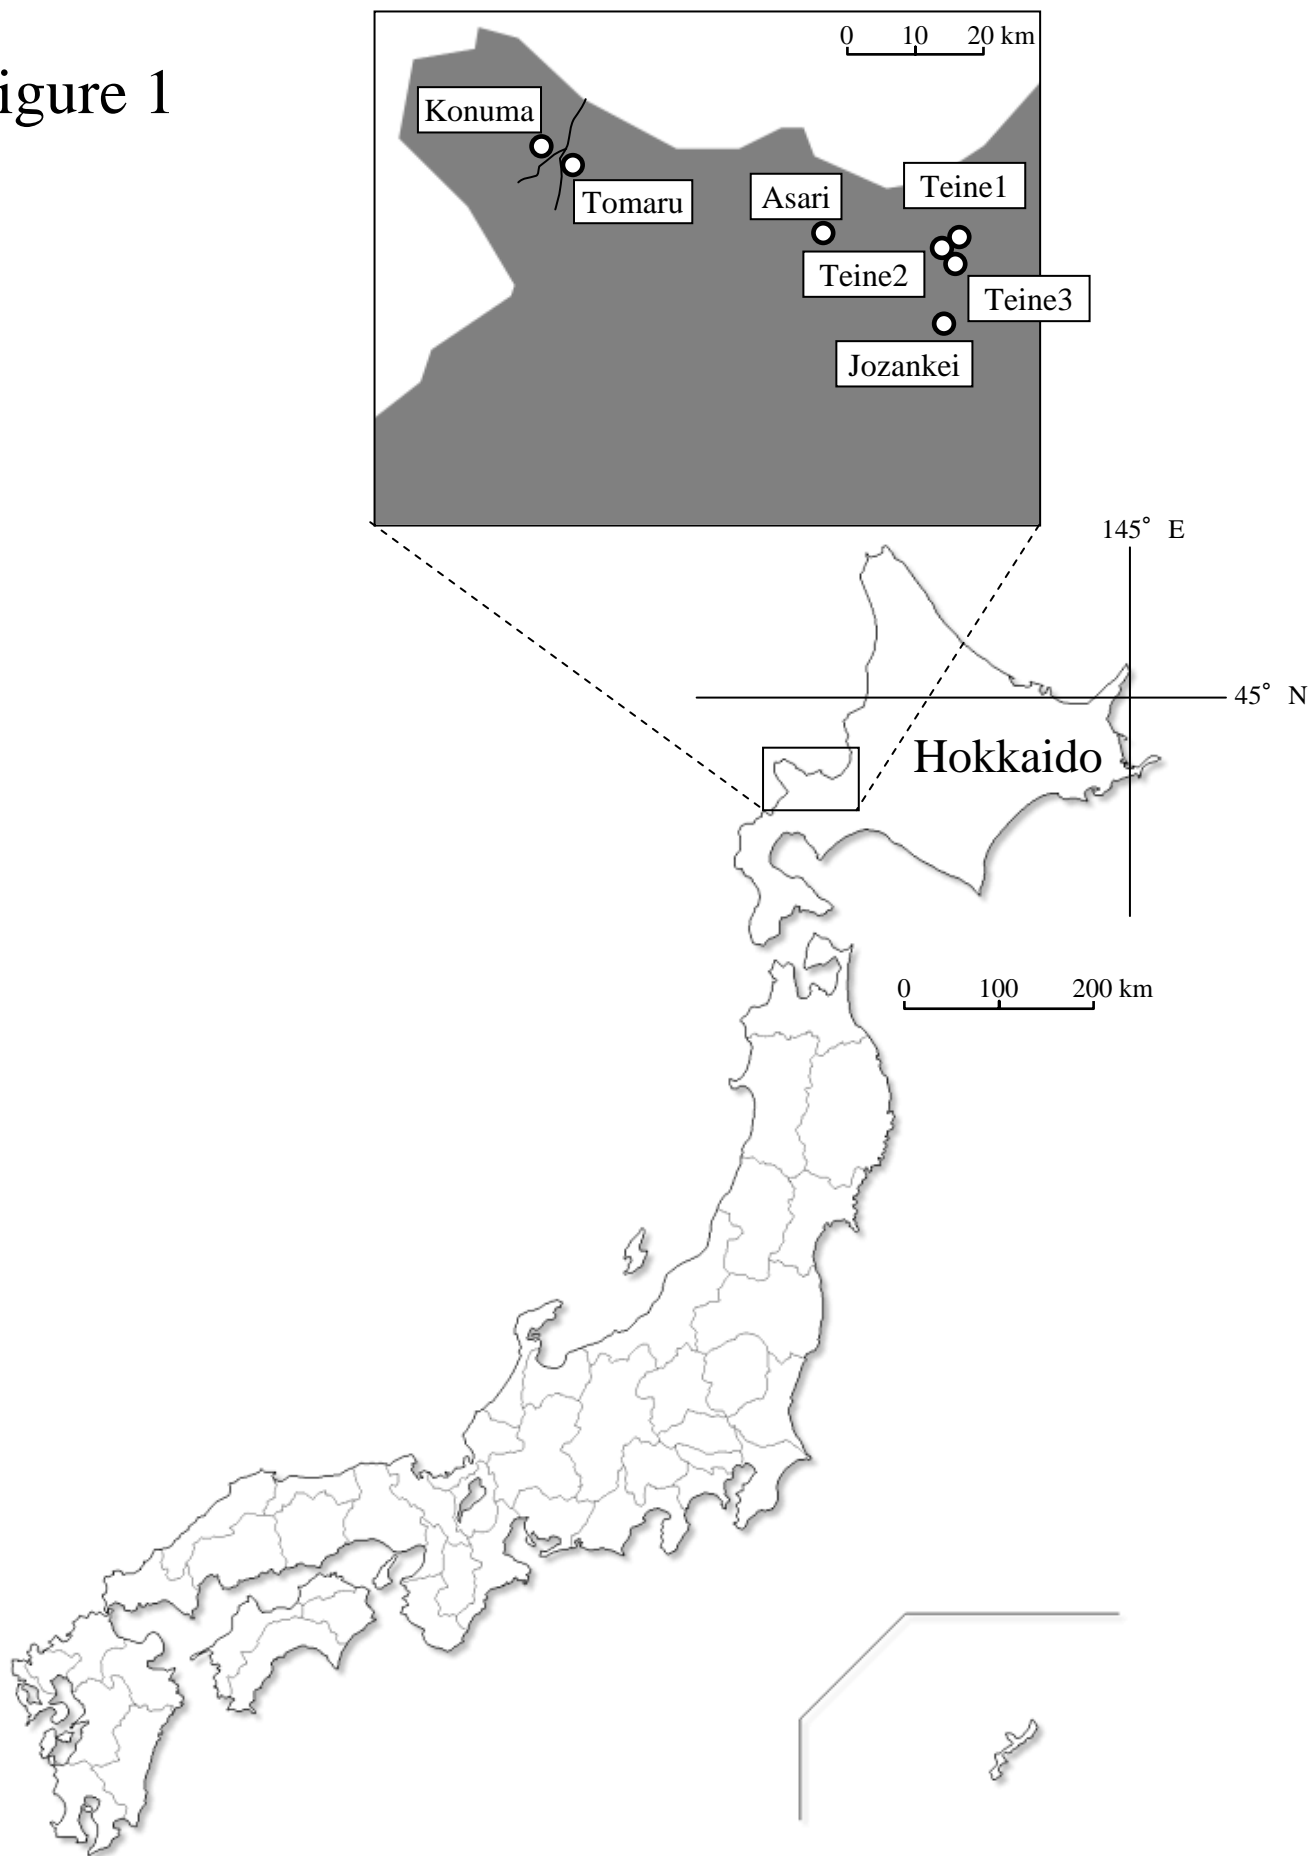 igure 1
0 10 20 km
Konuma
Tomaru
Asari
Teine1
Teine2
Teine3
Jozankei
145° E
45° N
Hokkaido
0 100 200 km